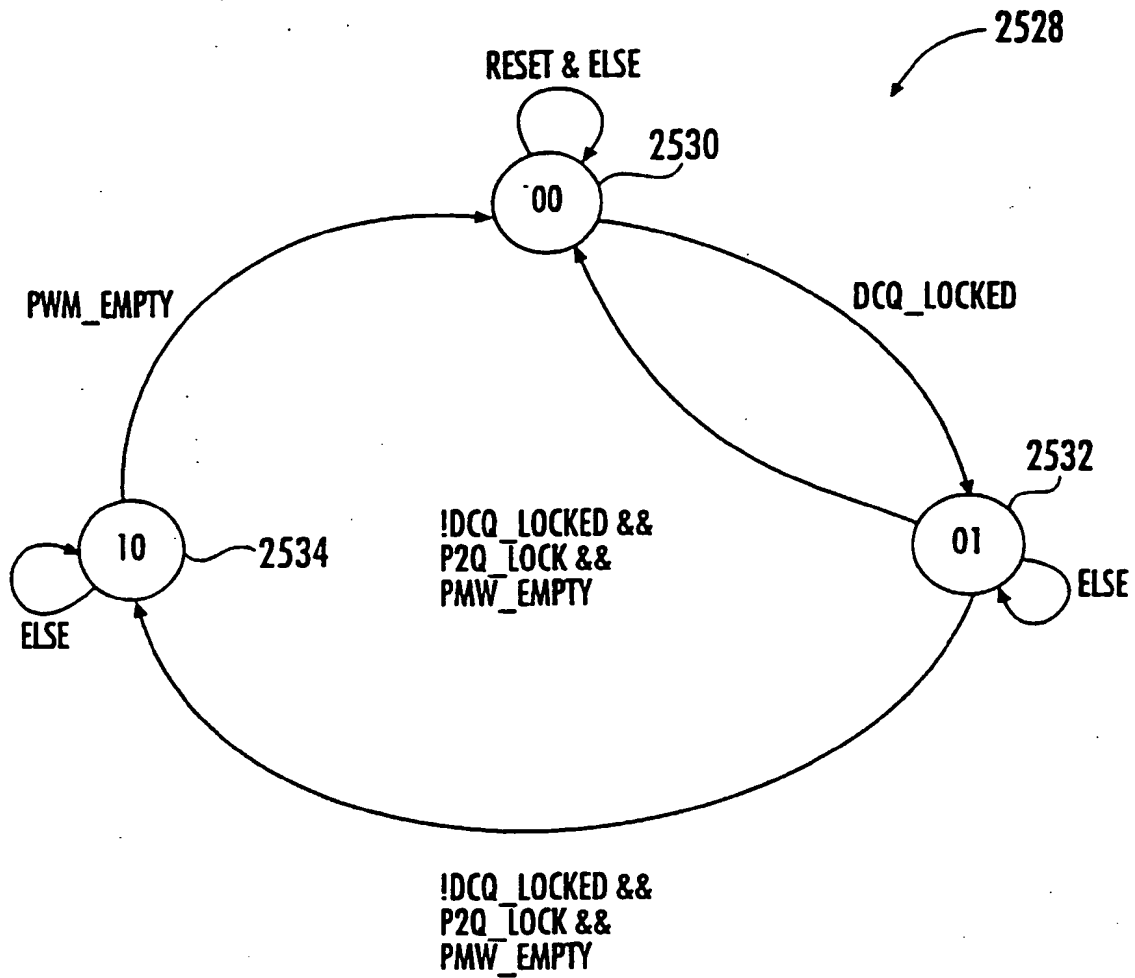 2528
RESET & ELSE
2530
00
PWM_EMPTY
DCQ_LOCKED
2532
!DCQ_LOCKED &&
P2Q_LOCK &&
PMW_EMPTY
10
2534
01
ELSE
ELSE
!DCQ_LOCKED &&
P2Q_LOCK &&
PMW_EMPTY